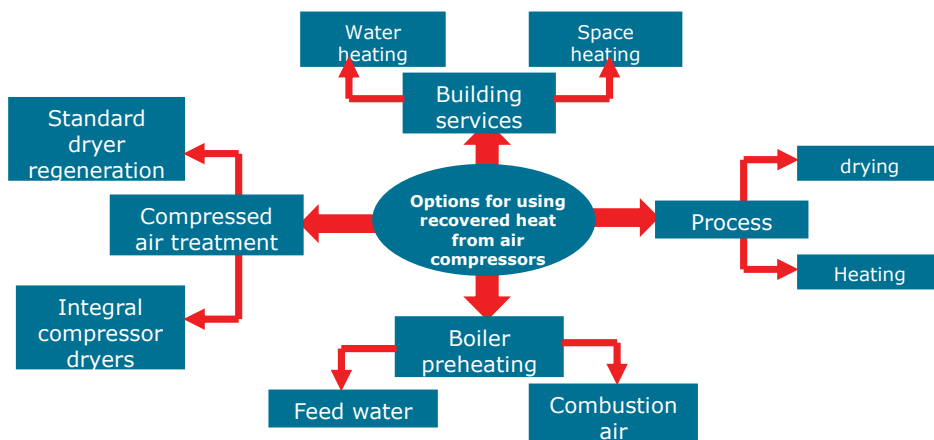 Water
heating
Space
heating
Building
services
Standard
dryer
regeneration
drying
Options for using
recovered heat
from air
compressors
Compressed
air treatment
Process
Heating
Integral
compressor
dryers
Boiler
preheating
Feed water
Combustion
air